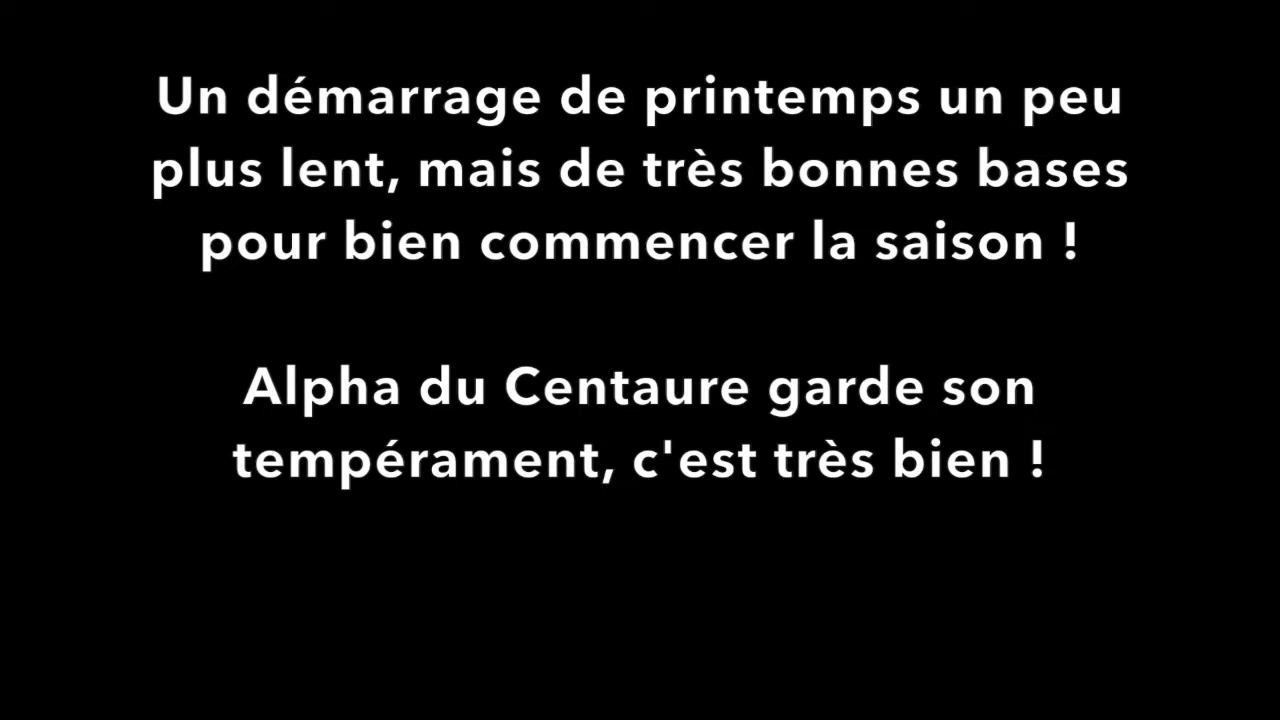 Un démarrage de printemps un peu
plus lent, mais de très bonnes bases
pour bien commencer la saison !
Alpha du Centaure garde son
tempérament, c'est très bien !